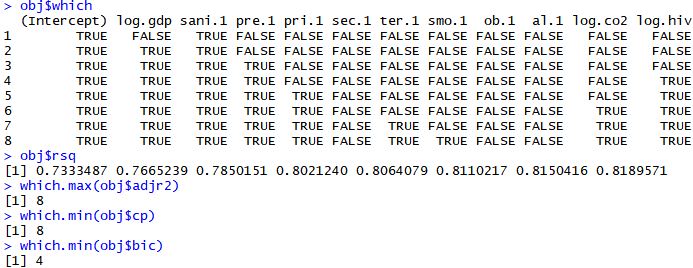 > obj$which
  (Intercept) log.gdp sani.1 pre.1 pri.1 sec.1 ter.1 smo.1  ob.1  al.1 log.co2 log.hiv
1        TRUE   FALSE   TRUE FALSE FALSE FALSE FALSE FALSE FALSE FALSE   FALSE   FALSE
2        TRUE    TRUE   TRUE FALSE FALSE FALSE FALSE FALSE FALSE FALSE   FALSE   FALSE
3        TRUE    TRUE   TRUE  TRUE FALSE FALSE FALSE FALSE FALSE FALSE   FALSE   FALSE
4        TRUE    TRUE   TRUE  TRUE FALSE FALSE FALSE FALSE FALSE FALSE   FALSE    TRUE
5        TRUE    TRUE   TRUE  TRUE  TRUE FALSE FALSE FALSE FALSE FALSE   FALSE    TRUE
6        TRUE    TRUE   TRUE  TRUE  TRUE FALSE FALSE FALSE FALSE FALSE    TRUE    TRUE
7        TRUE    TRUE   TRUE  TRUE  TRUE FALSE  TRUE FALSE FALSE FALSE    TRUE    TRUE
8        TRUE    TRUE   TRUE  TRUE  TRUE FALSE  TRUE  TRUE FALSE FALSE    TRUE    TRUE
> obj$rsq
[1] 0.7333487 0.7665239 0.7850151 0.8021240 0.8064079 0.8110217 0.8150416 0.8189571
> which.max(obj$adjr2)
[1] 8
> which.min(obj$cp)
[1] 8
> which.min(obj$bic)
[1] 4